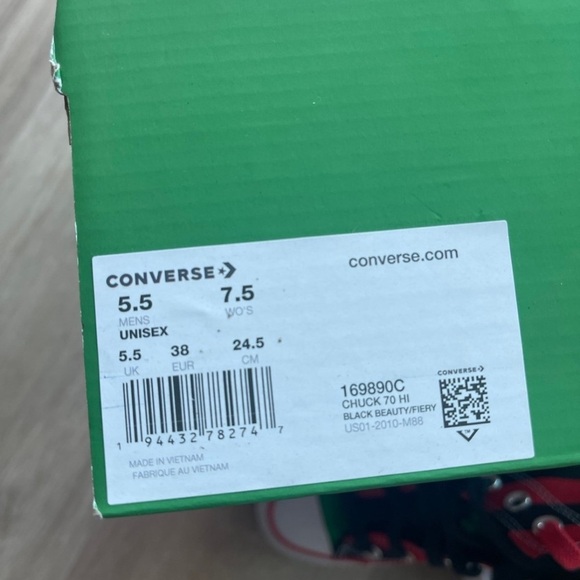 CONVERSE
converse.com
5.5 7.5
MENS WO'S
UNISEX
5.5 38 24.5
UK EUR CM
1 94432 78274 7
MADE IN VIETNAM
FABRIQUE AU VIETNAM
CONVERSE
169890C
CHUCK 70 HI
BLACK BEAUTY/FIERY
US01-2010-M88